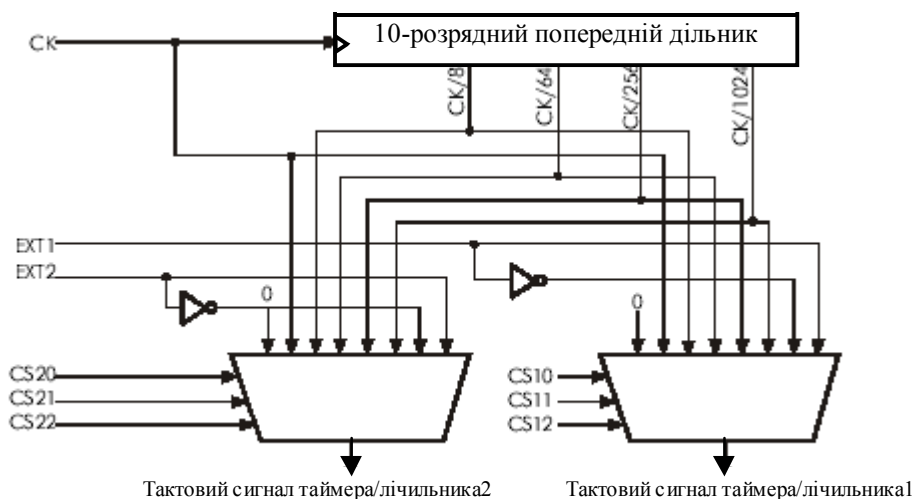 10-розрядний попередній дільник
CK
CK/8
CK/64
CK/256
CK/1024
EXT1
EXT2
0
0
CS20
CS21
CS22
CS10
CS11
CS12
Тактовий сигнал таймера/лічильника2
Тактовий сигнал таймера/лічильника1